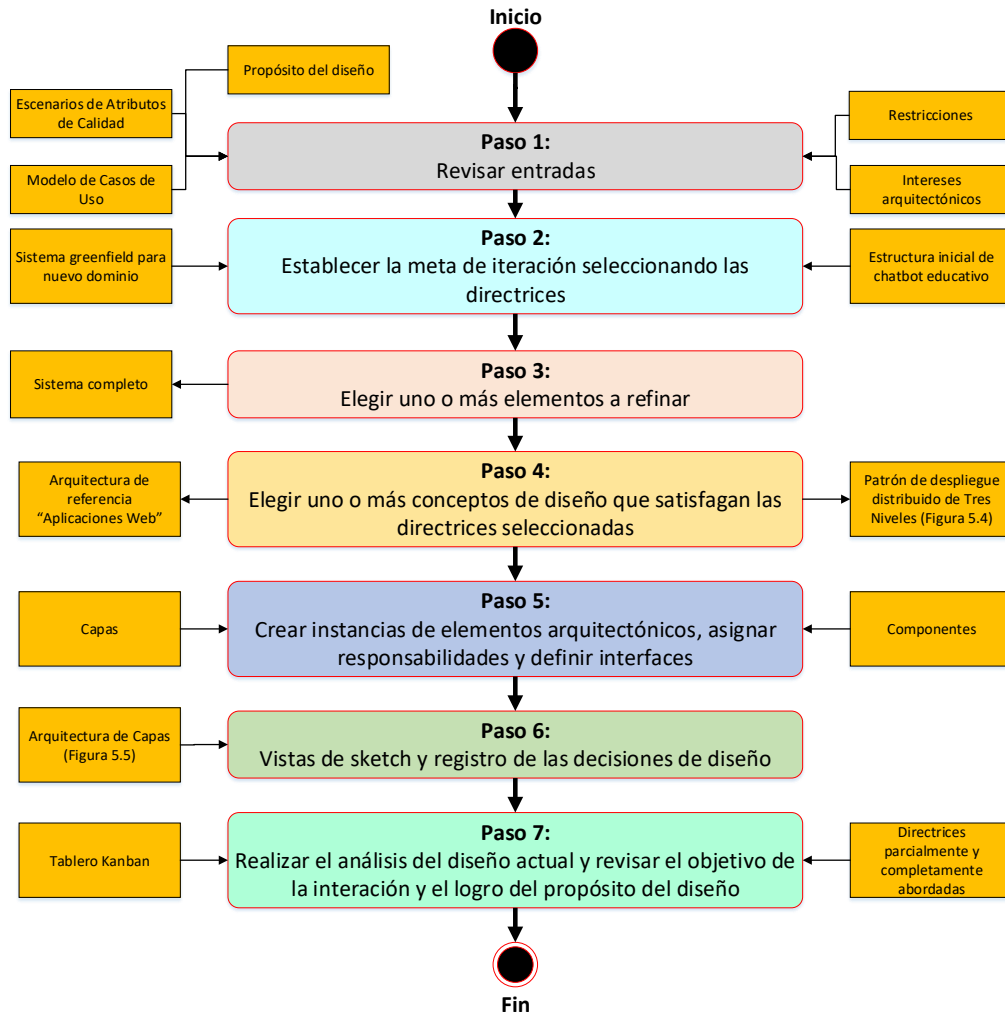 Inicio
Propósito del diseño
Escenarios de Atributos
de Calidad
Modelo de Casos de
Uso
Paso 1:
Revisar entradas
Restricciones
Intereses
arquitectónicos
Sistema greenfield para
nuevo dominio
Paso 2:
Establecer la meta de iteración seleccionando las
directrices
Estructura inicial de
chatbot educativo
Sistema completo
Paso 3:
Elegir uno o más elementos a refinar
Arquitectura de
referencia
“Aplicaciones Web”
Paso 4:
Elegir uno o más conceptos de diseño que satisfagan las
directrices seleccionadas
Patrón de despliegue
distribuido de Tres
Niveles (Figura 5.4)
Capas
Paso 5:
Crear instancias de elementos arquitectónicos, asignar
responsabilidades y definir interfaces
Componentes
Arquitectura de Capas
(Figura 5.5)
Paso 6:
Vistas de sketch y registro de las decisiones de diseño
Tablero Kanban
Paso 7:
Realizar el análisis del diseño actual y revisar el objetivo de
la interación y el logro del propósito del diseño
Directrices
parcialmente y
completamente
abordadas
Fin